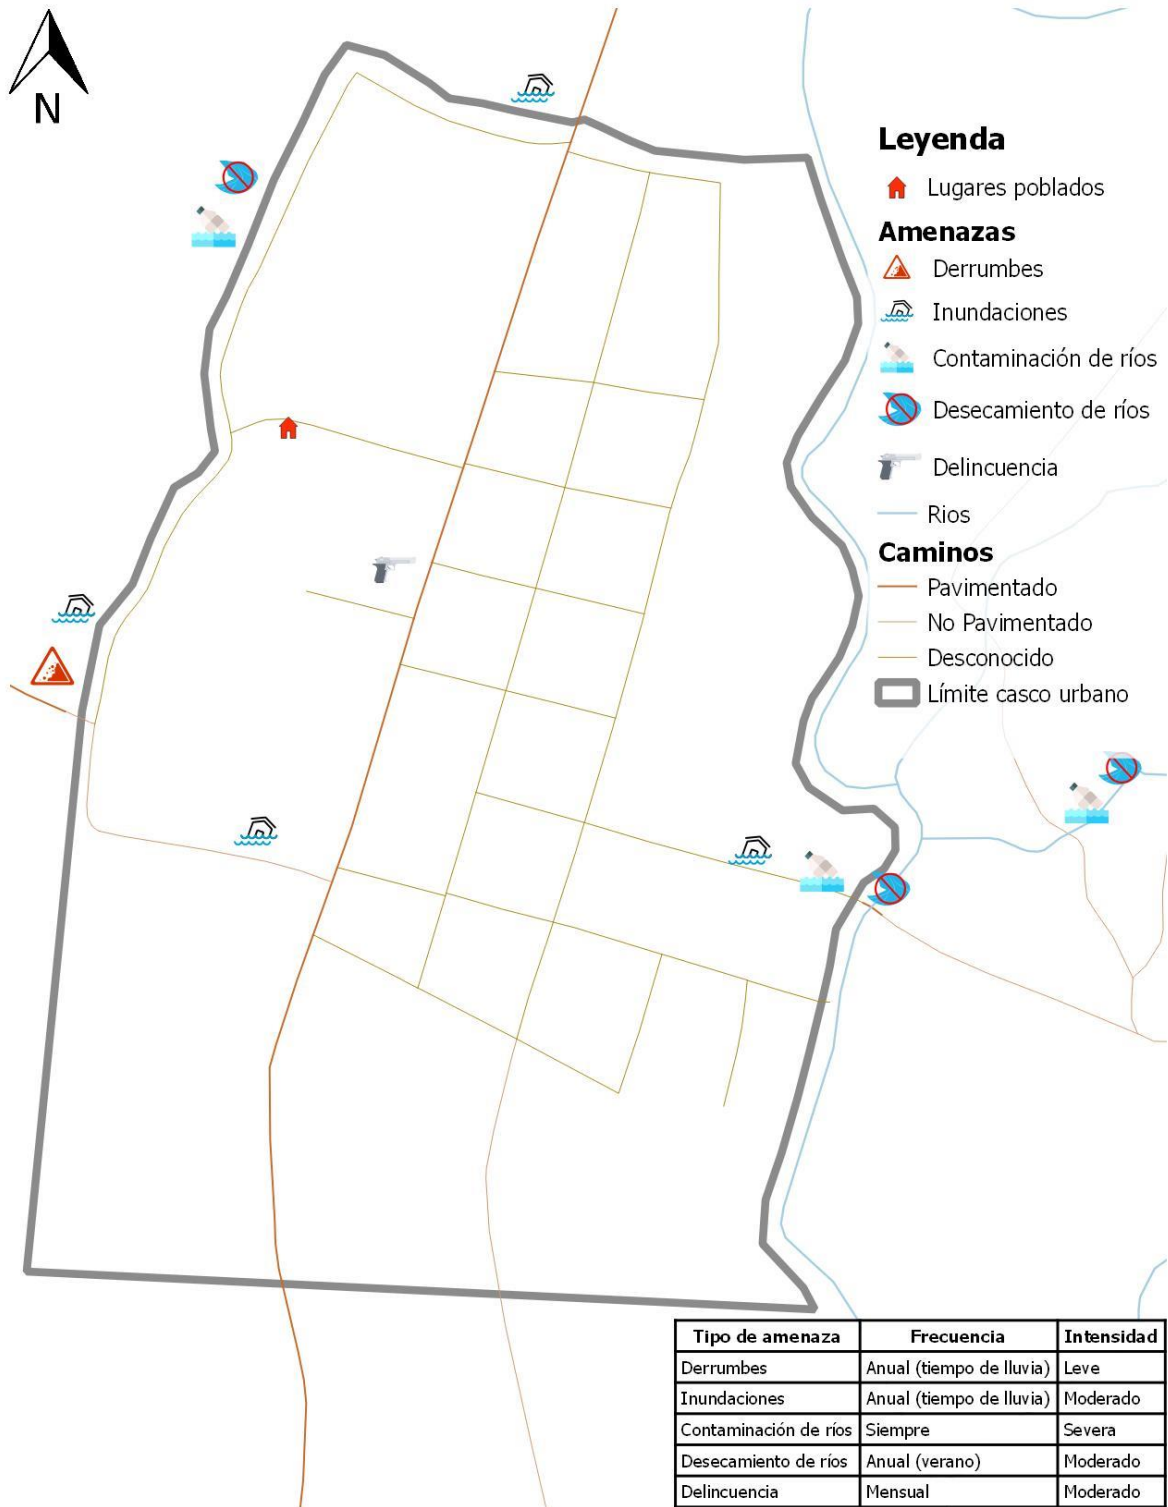 N
Leyenda
Lugares poblados
Amenazas
Derrumbes
Inundaciones
Contaminación de ríos
Desecamiento de ríos
Delincuencia
Rios
Caminos
Pavimentado
No Pavimentado
Desconocido
Límite casco urbano
Tipo de amenaza Frecuencia Intensidad
Derrumbes Anual (tiempo de lluvia) Leve
Inundaciones Anual (tiempo de lluvia) Moderado
Contaminación de ríos Siempre Severa
Desecamiento de ríos Anual (verano) Moderado
Delincuencia Mensual Moderado